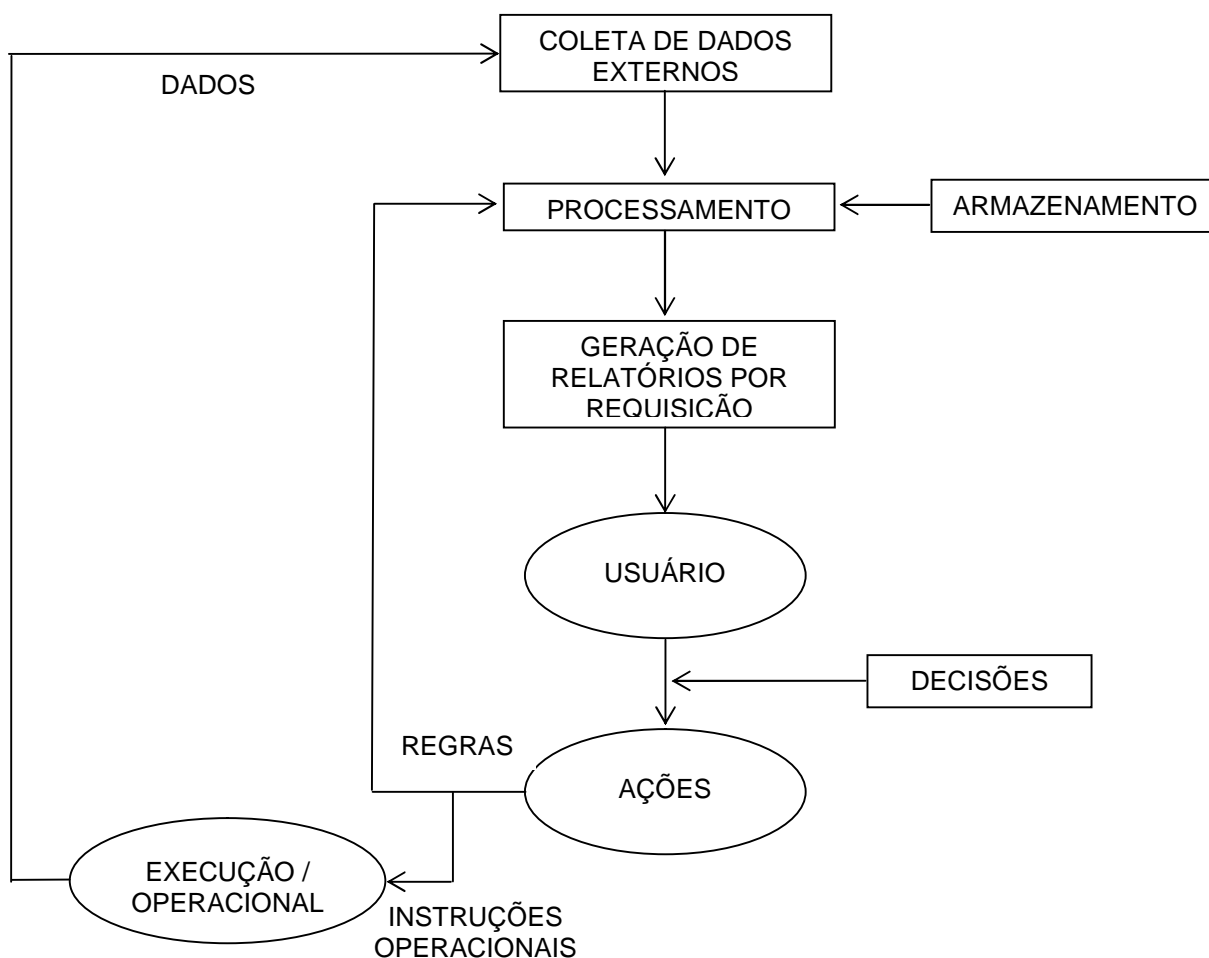 COLETA DE DADOS
EXTERNOS
DADOS
PROCESSAMENTO
ARMAZENAMENTO
GERAÇÃO DE
RELATÓRIOS POR
REQUISIÇÃO
USUÁRIO
DECISÕES
REGRAS
AÇÕES
EXECUÇÃO /
OPERACIONAL
INSTRUÇÕES
OPERACIONAIS